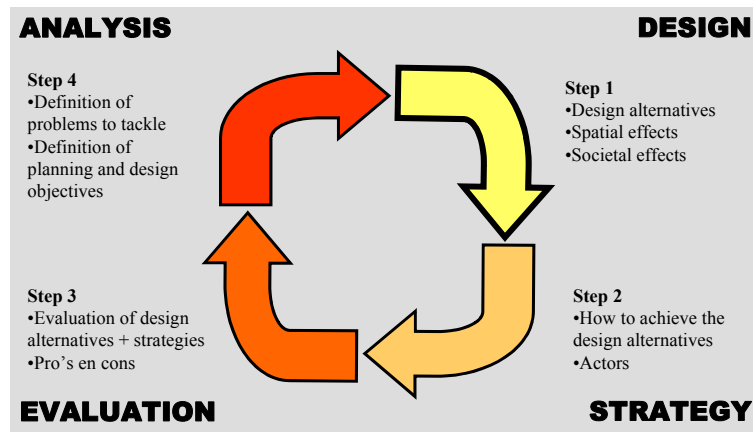 ANALYSIS
DESIGN
Step 4
•Definition of
problems to tackle
•Definition of
planning and design
objectives
Step 1
•Design alternatives
•Spatial effects
•Societal effects
Step 3
•Evaluation of design
alternatives + strategies
•Pro’s en cons
Step 2
•How to achieve the
design alternatives
•Actors
EVALUATION
STRATEGY